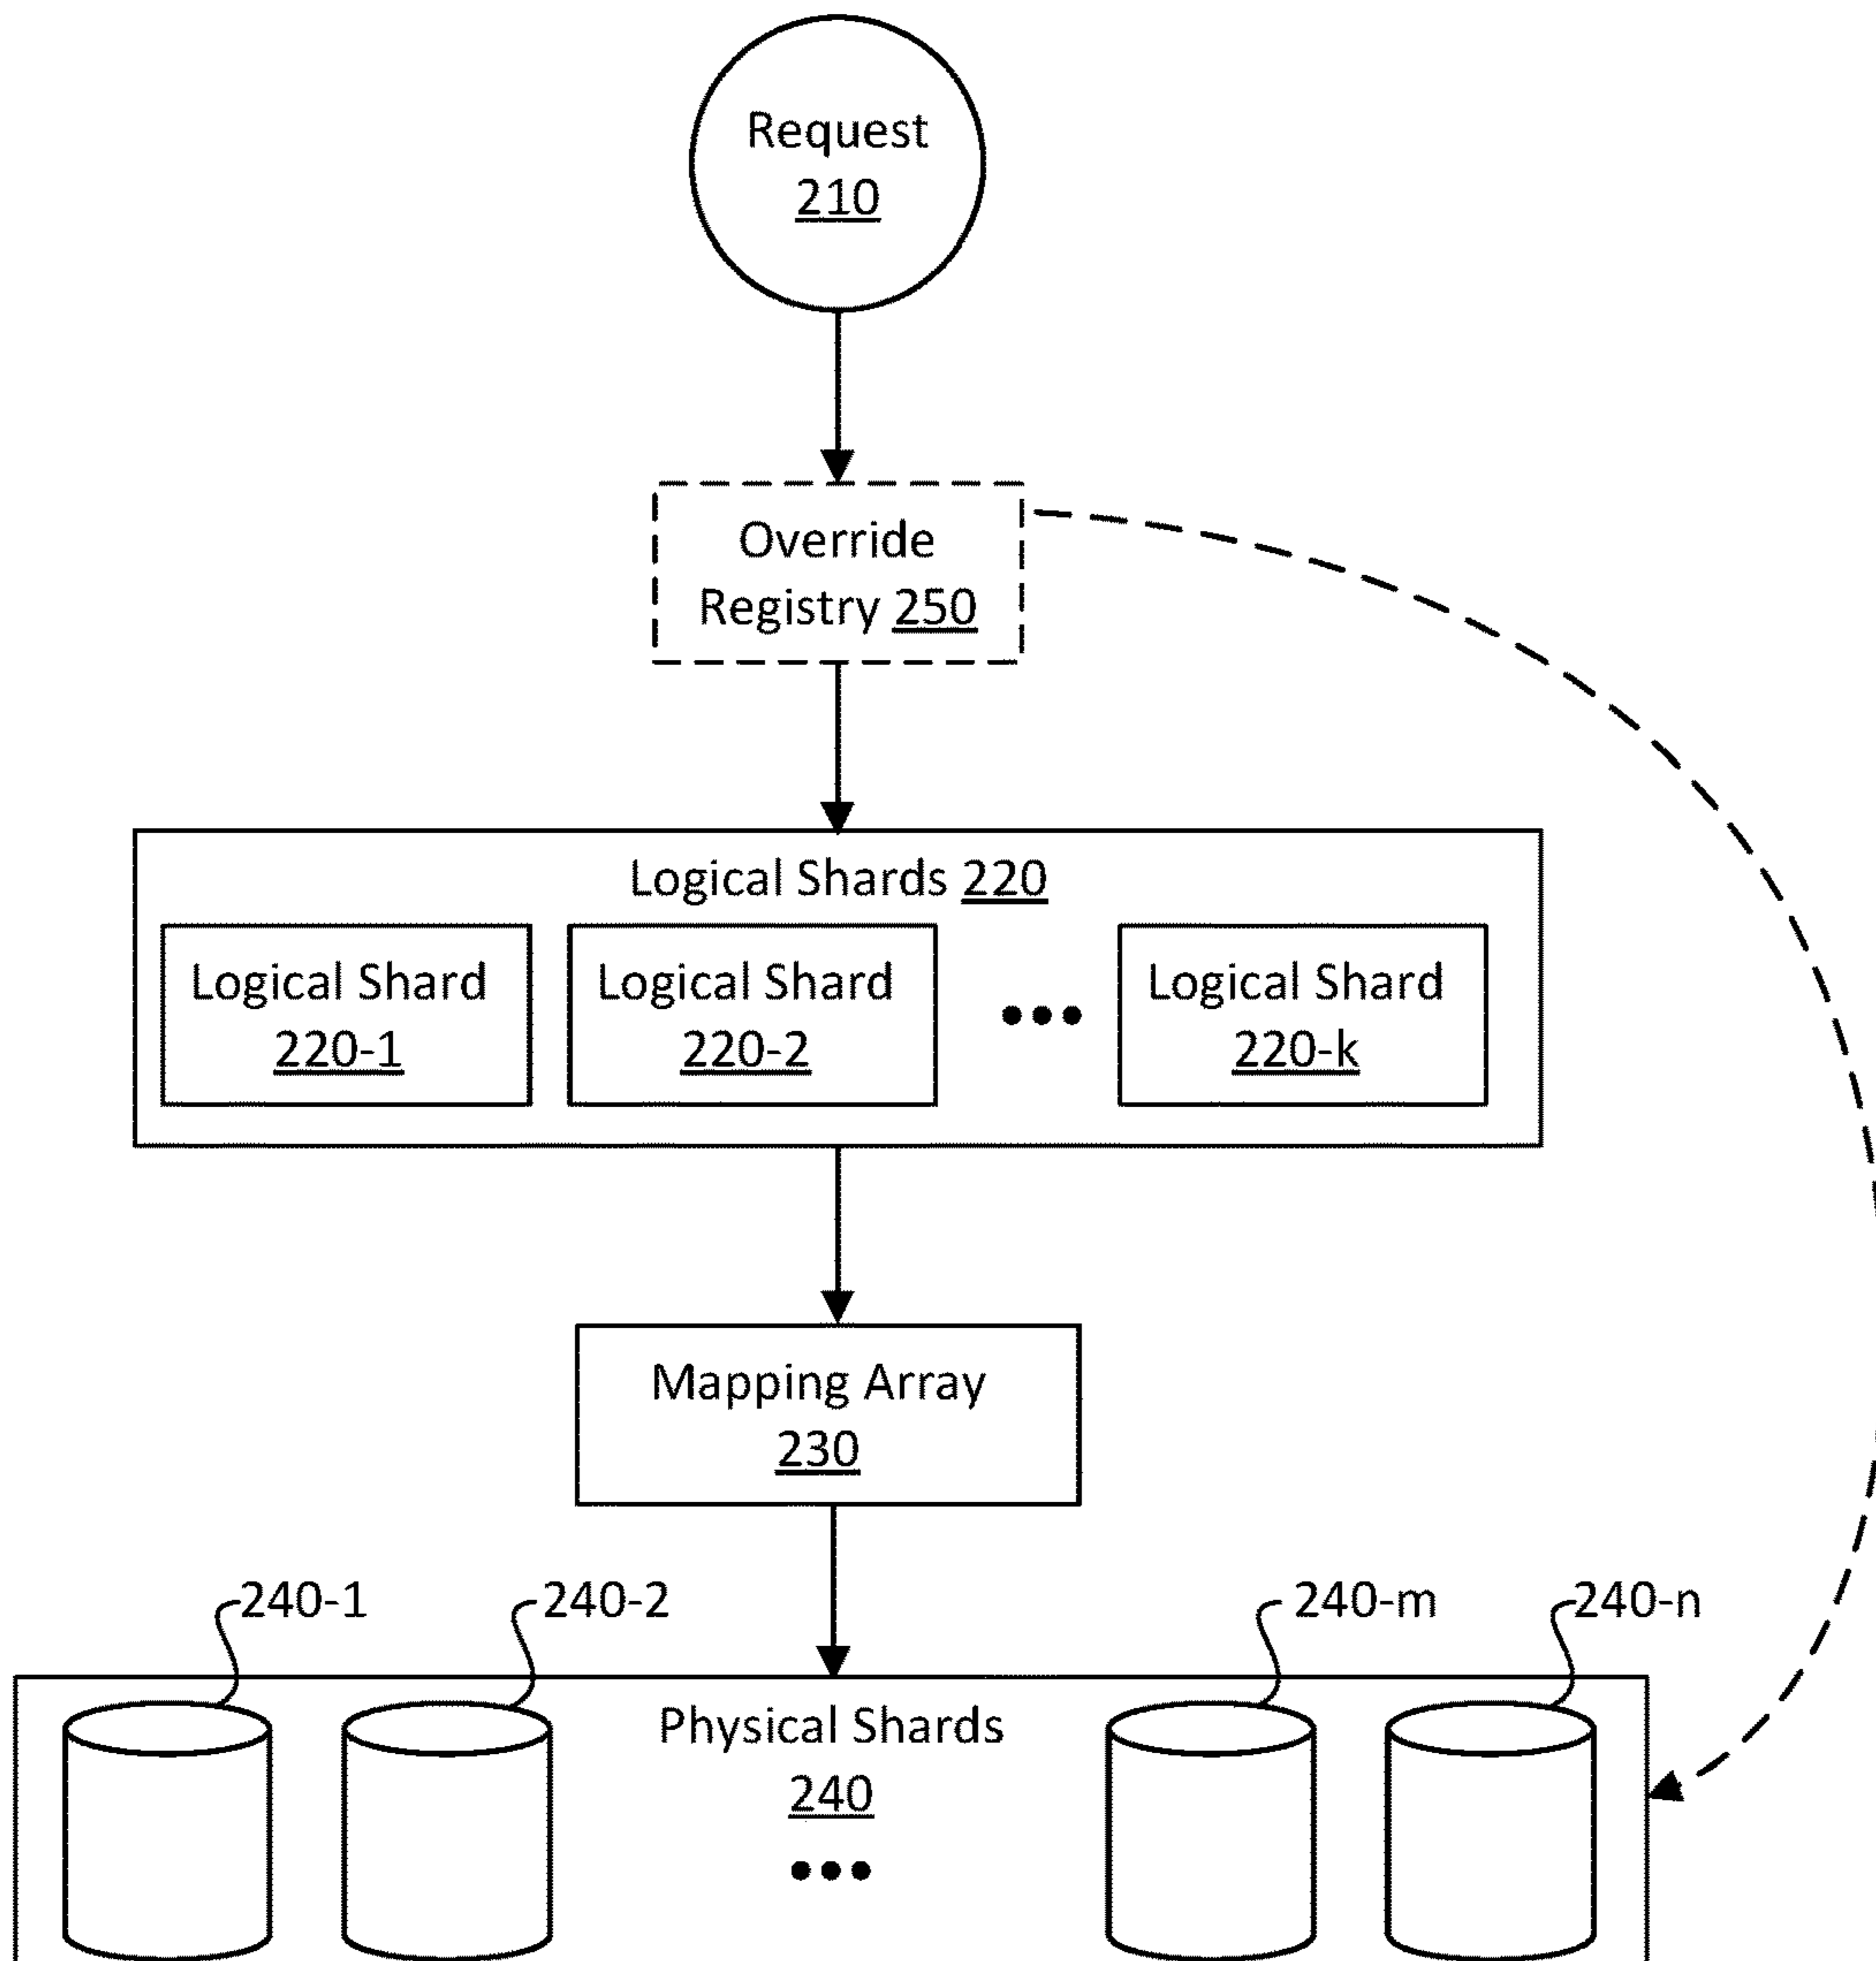 Request
210
Override
Registry 250
Logical Shards 220
Logical Shard
220-1
Logical Shard
220-2
Logical Shard
220-k
Mapping Array
230
240-1
240-2
240-m
240-n
Physical Shards
240